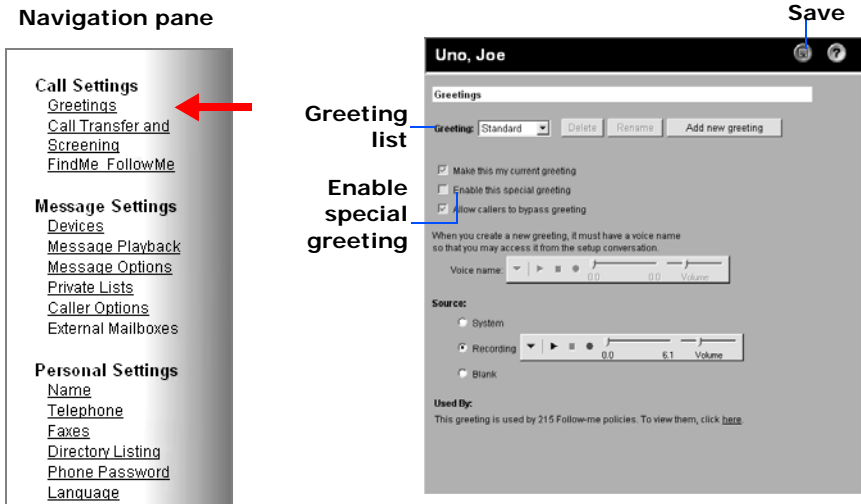 Navigation pane
Call Settings
Greetings
Call Transfer and
Screening
FindMe FollowMe
Message Settings
Devices
Message Playback
Message Options
Private Lists
Caller Options
External Mailboxes
Personal Settings
Name
Telephone
Faxes
Directory Listing
Phone Password
Language
Save
Uno, Joe
?
Greetings
Greeting
list
Greeting: Standard Delete Rename Add new greeting
Enable
special
greeting
Make this my current greeting
Enable this special greeting
Allow callers to bypass greeting
When you create a new greeting, it must have a voice name
so that you may access it from the setup conversation.
Voice name: 0.0 0.0 Volume
Source:
System
Recording 0.0 6.1 Volume
Blank
Used By:
This greeting is used by 215 Follow-me policies. To view them, click here.